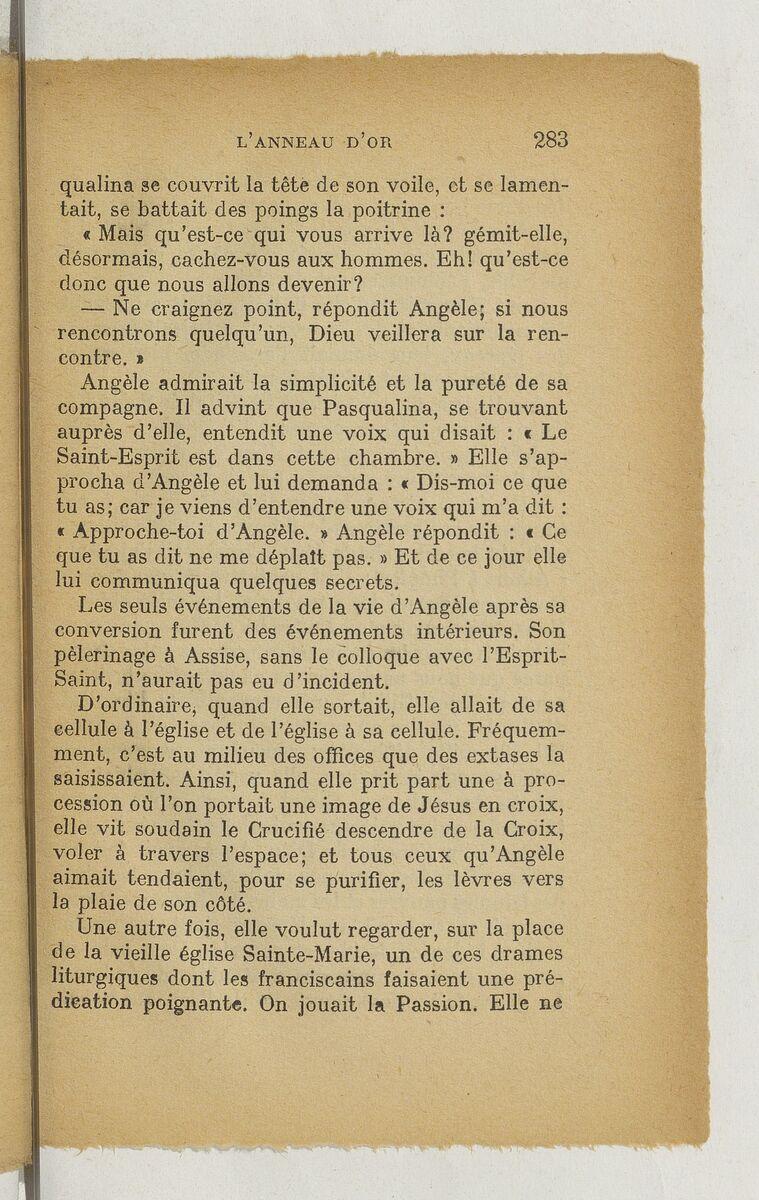 L'ANNEAU D'OR 283
qualina se couvrit la tête de son voile, et se lamen-
tait, se battait des poings la poitrine :
« Mais qu'est-ce qui vous arrive là? gémit-elle,
désormais, cachez-vous aux hommes. Eh! qu'est-ce
donc que nous allons devenir?
— Ne craignez point, répondit Angèle; si nous
rencontrons quelqu'un, Dieu veillera sur la ren-
contre. »
Angèle admirait la simplicité et la pureté de sa
compagne. Il advint que Pasqualina, se trouvant
auprès d'elle, entendit une voix qui disait : « Le
Saint-Esprit est dans cette chambre. » Elle s'ap-
procha d'Angèle et lui demanda : « Dis-moi ce que
tu as; car je viens d'entendre une voix qui m'a dit :
« Approche-toi d'Angèle. » Angèle répondit : « Ce
que tu as dit ne me déplaît pas. » Et de ce jour elle
lui communiqua quelques secrets.
Les seuls événements de la vie d'Angèle après sa
conversion furent des événements intérieurs. Son
pèlerinage à Assise, sans le colloque avec l'Esprit-
Saint, n'aurait pas eu d'incident.
D'ordinaire, quand elle sortait, elle allait de sa
cellule à l'église et de l'église à sa cellule. Fréquem-
ment, c'est au milieu des offices que des extases la
saisissaient. Ainsi, quand elle prit part une à pro-
cession où l'on portait une image de Jésus en croix,
elle vit soudain le Crucifié descendre de la Croix,
voler à travers l'espace; et tous ceux qu'Angèle
aimait tendaient, pour se purifier, les lèvres vers
la plaie de son côté.
Une autre fois, elle voulut regarder, sur la place
de la vieille église Sainte-Marie, un de ces drames
liturgiques dont les franciscains faisaient une pré-
dication poignante. On jouait la Passion. Elle ne